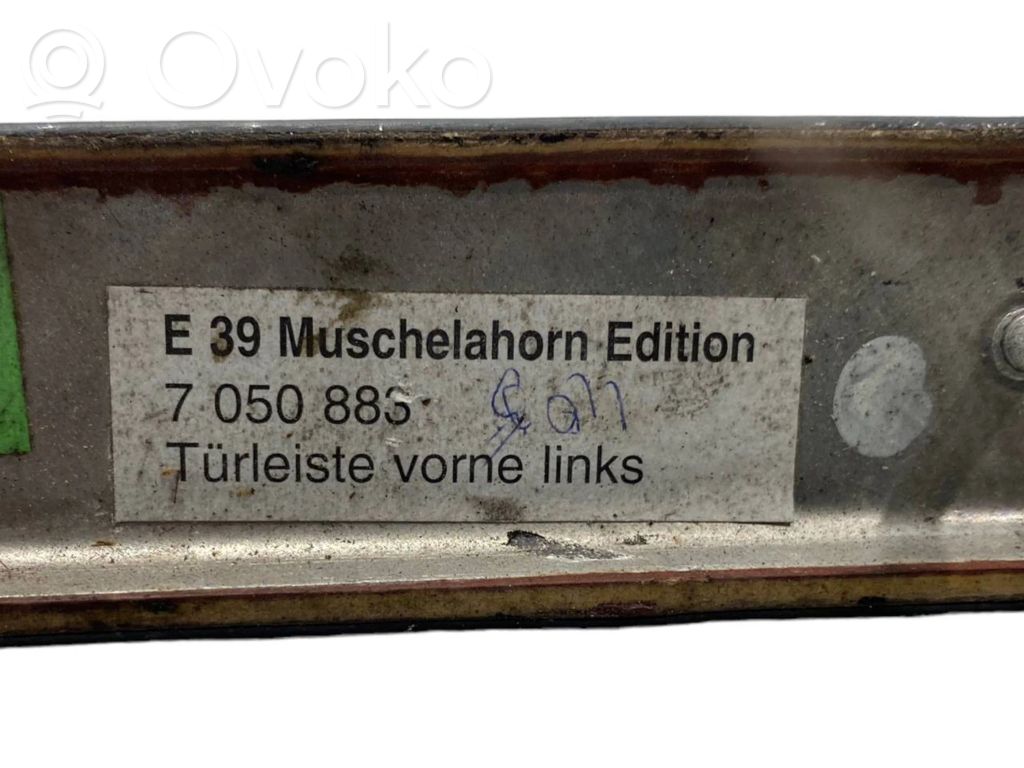 Ovoko
E 39 Muschelahorn Edition
7 050 883
Türleiste vorne links